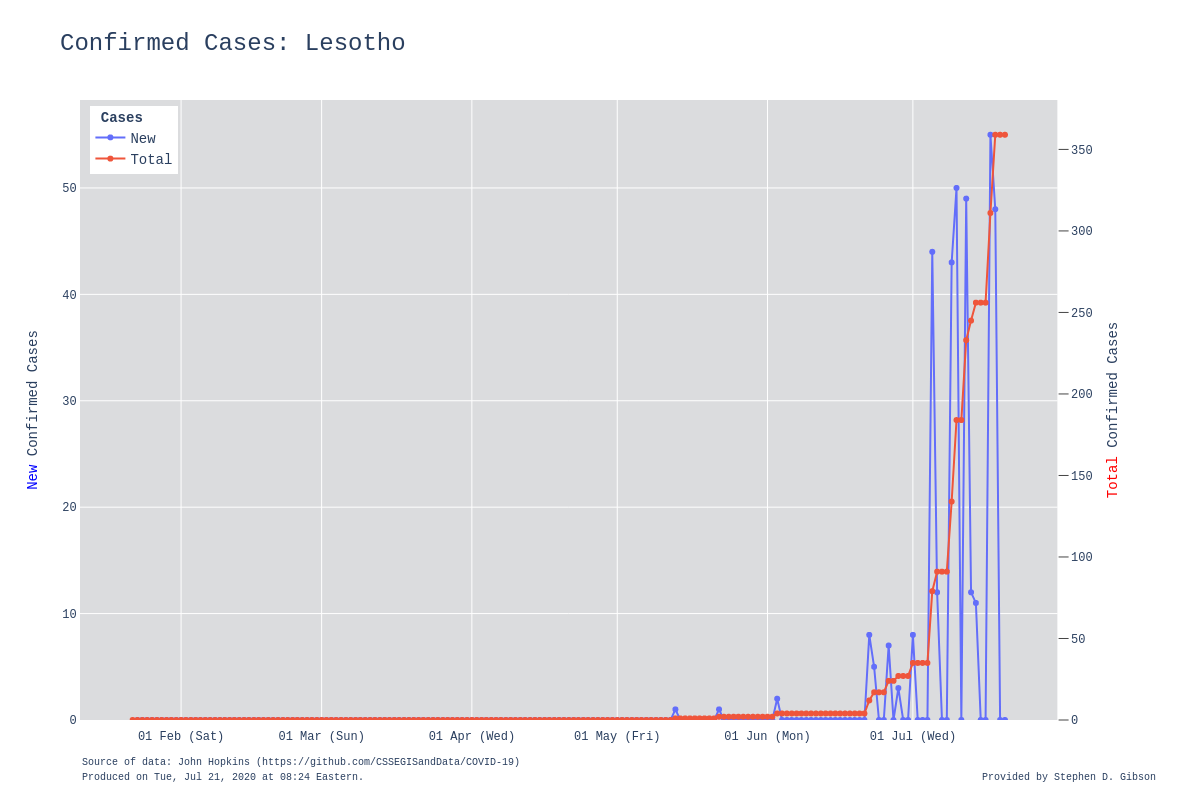 Confirmed Cases: Lesotho
Cases
New
Total
50
40
30
20
10
0
350
300
250
200
150
100
50
0
New Confirmed Cases
Total Confirmed Cases
01 Feb (Sat)
01 Mar (Sun)
01 Apr (Wed)
01 May (Fri)
01 Jun (Mon)
01 Jul (Wed)
Source of data: John Hopkins (https://github.com/CSSEGISandData/COVID-19)
Produced on Tue, Jul 21, 2020 at 08:24 Eastern.
Provided by Stephen D. Gibson